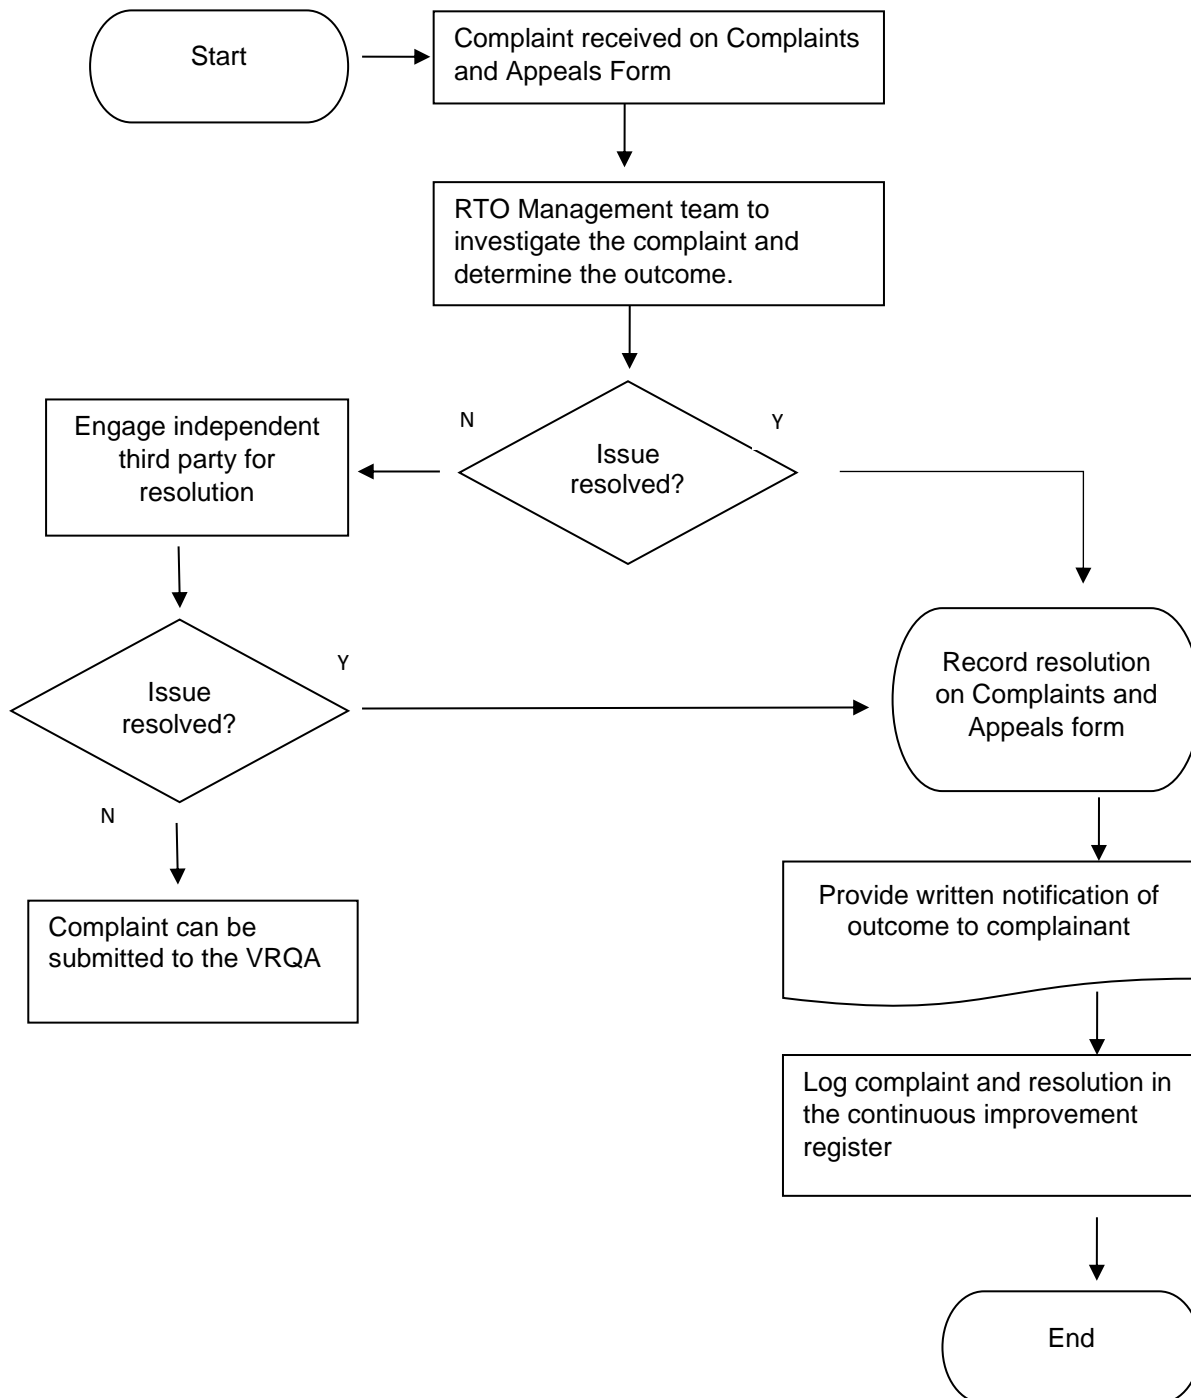 Start
Complaint received on Complaints
and Appeals Form
RTO Management team to
investigate the complaint and
determine the outcome.
N
Y
Engage independent
third party for
resolution
Issue
resolved?
Y
Issue
resolved?
Record resolution
on Complaints and
Appeals form
N
Provide written notification of
outcome to complainant
Complaint can be
submitted to the VRQA
Log complaint and resolution in
the continuous improvement
register
End